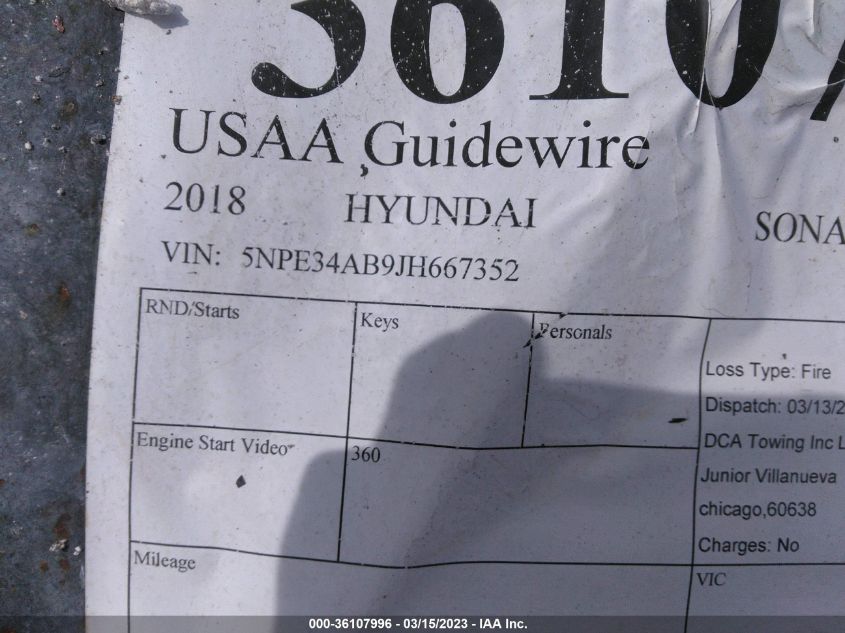 36107
USAA Guidewire
2018 HYUNDAI SONA
VIN: 5NPE34AB9JH667352
RND/Starts
Keys
Personals
Loss Type: Fire
Dispatch: 03/13/2
DCA Towing Inc L
Junior Villanueva
chicago,60638
Charges: No
Engine Start Video
360
Mileage
VIC
000-36107996 - 03/15/2023 - IAA Inc.